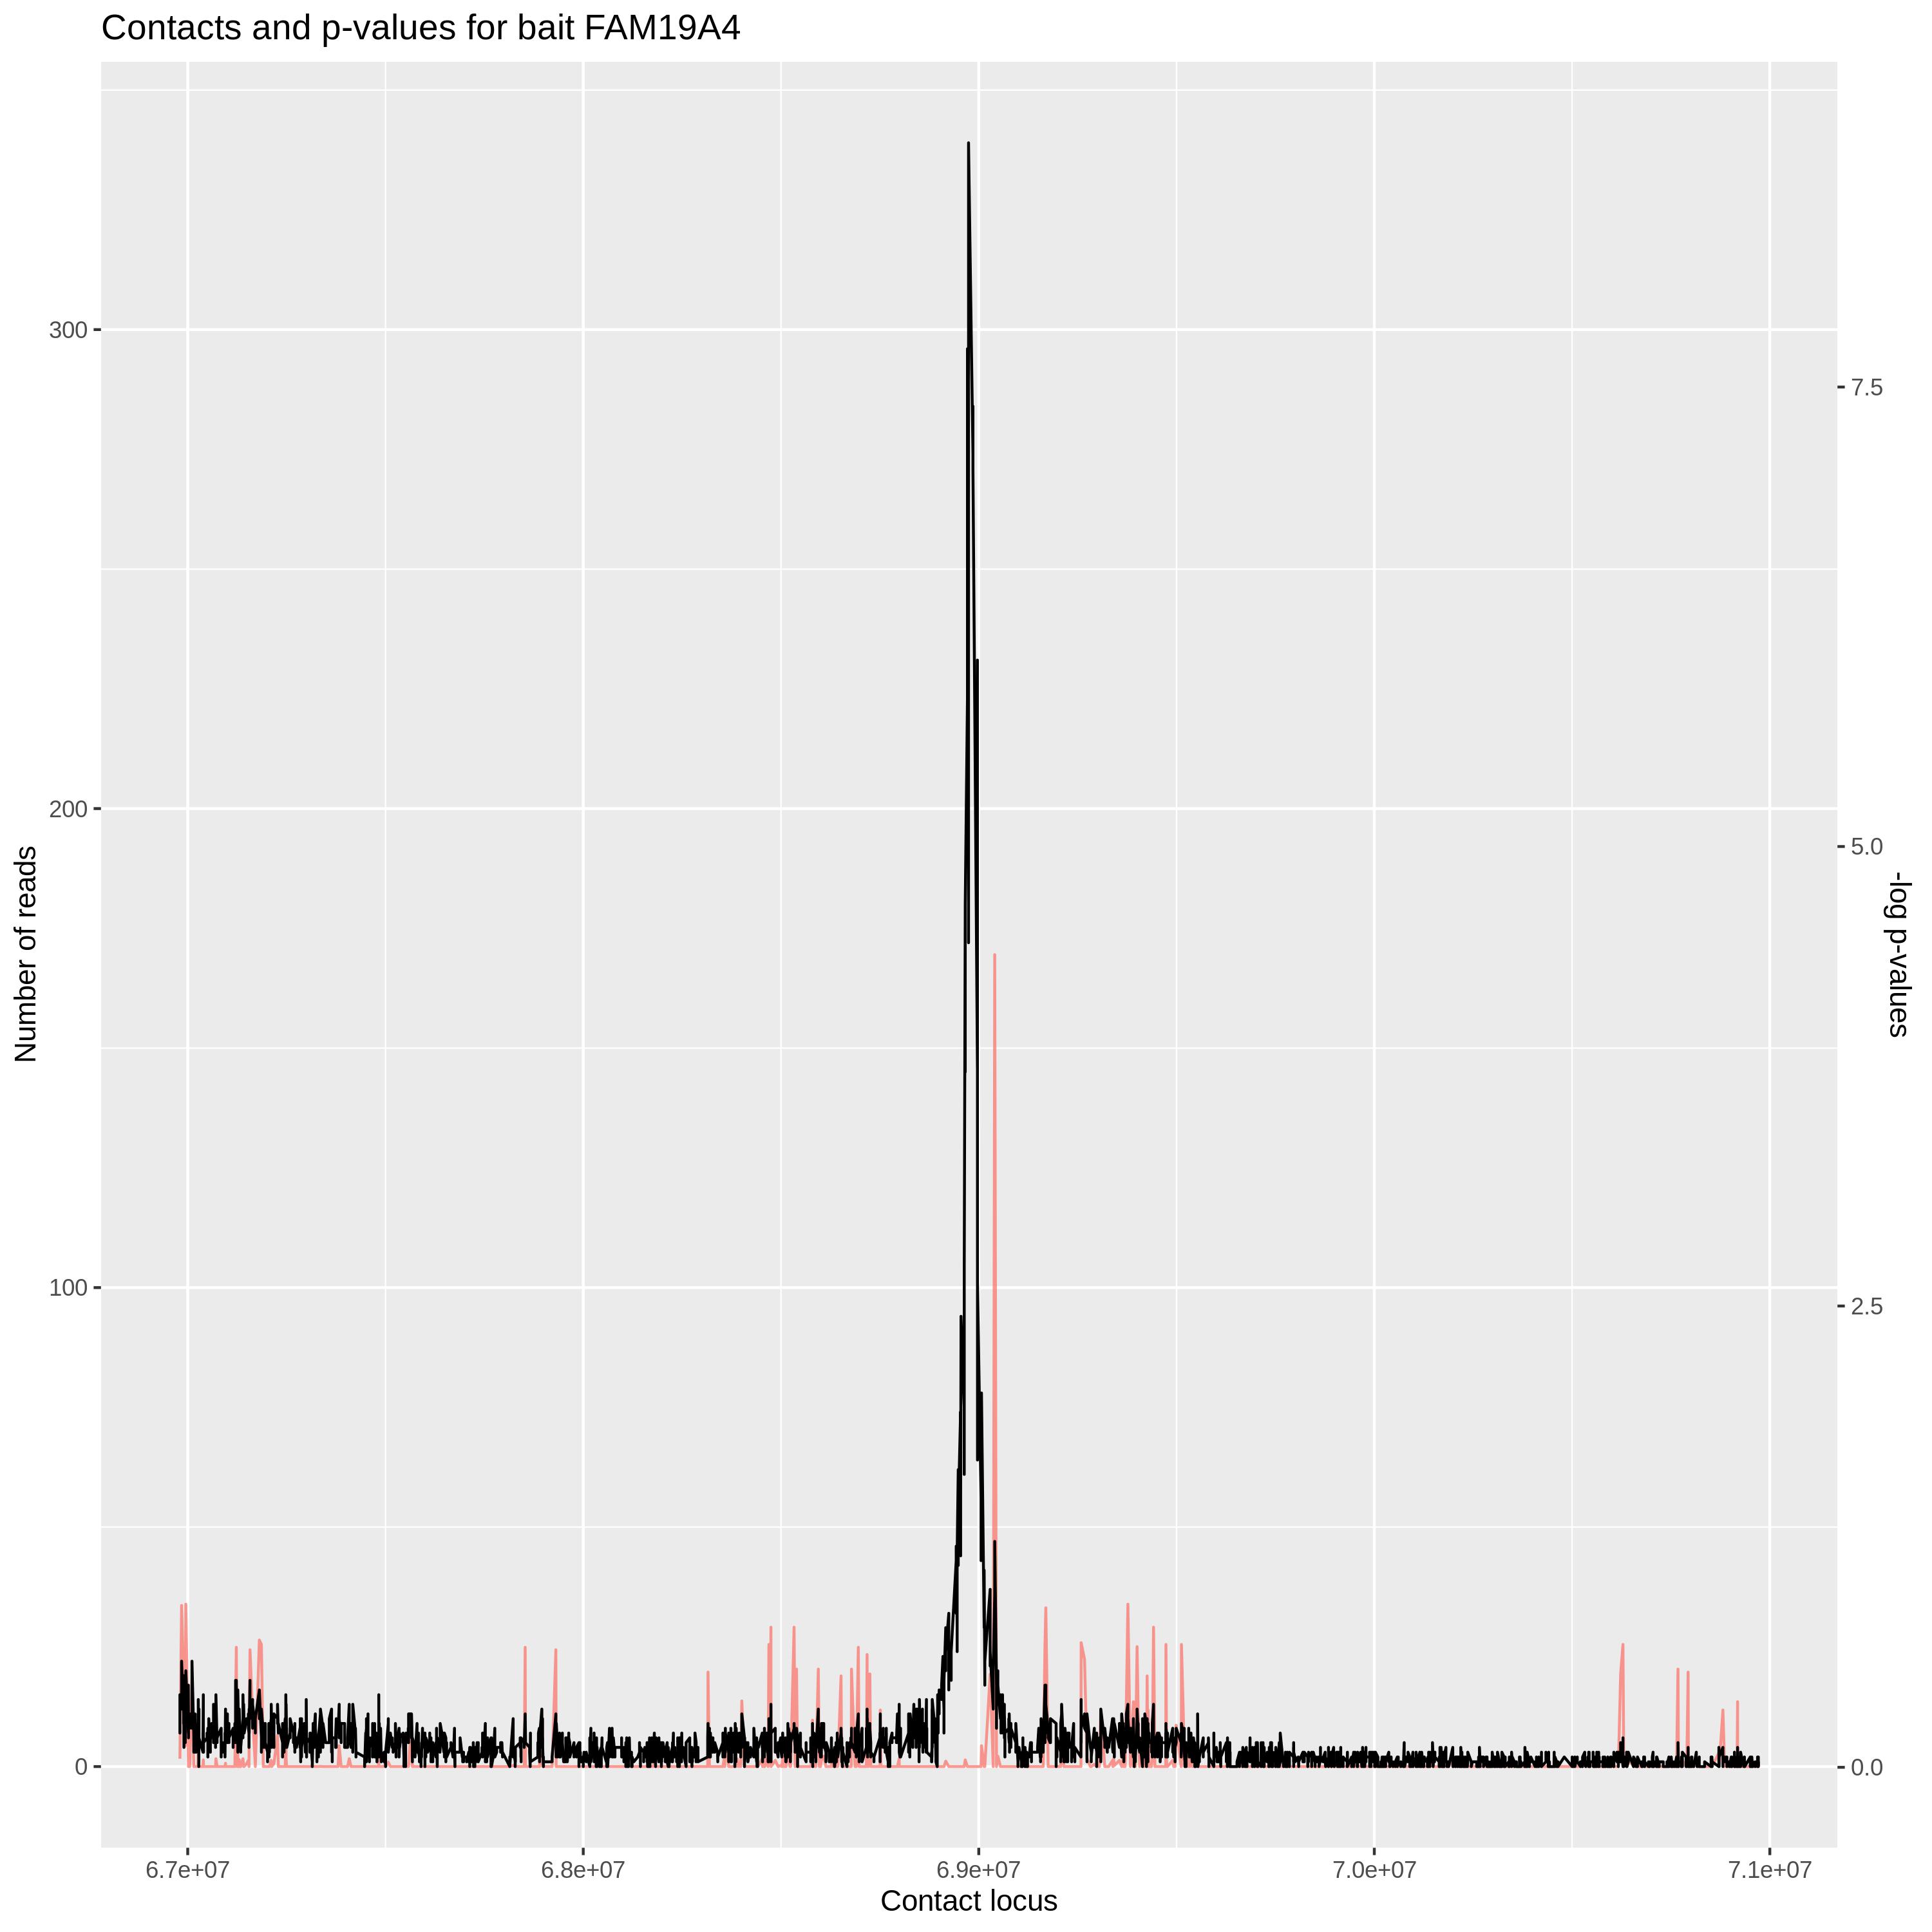 Contacts and p-values for bait FAM19A4
300
200
100
0
Number of reads
7.5
5.0
2.5
0.0
-log p-values
6.7e+07
6.8e+07
6.9e+07
7.0e+07
7.1e+07
Contact locus